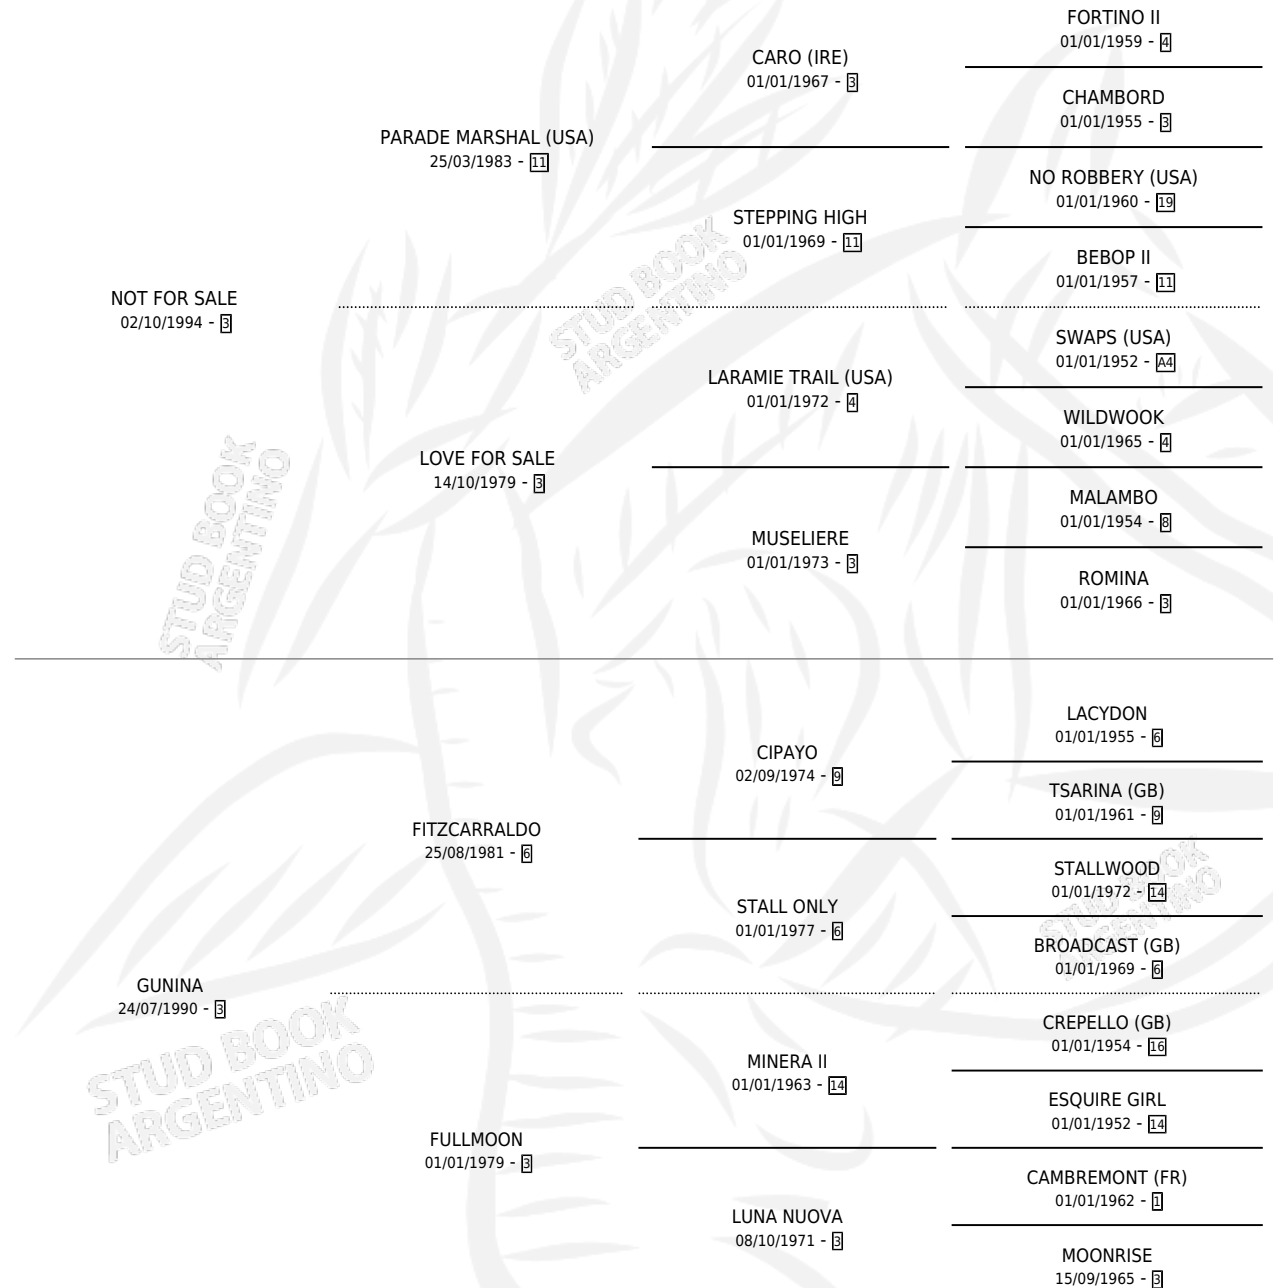 FORTINO II
01/01/1959 - 4
CARO (IRE)
01/01/1967 - 3
CHAMBORD
01/01/1955 - 3
PARADE MARSHAL (USA)
25/03/1983 - 11
NO ROBBERY (USA)
01/01/1960 - 19
STEPPING HIGH
01/01/1969 - 11
BEBOP II
01/01/1957 - 11
NOT FOR SALE
02/10/1994 - 3
SWAPS (USA)
01/01/1952 - A4
LARAMIE TRAIL (USA)
01/01/1972 - 4
WILDWOOK
01/01/1965 - 4
LOVE FOR SALE
14/10/1979 - 3
MALAMBO
01/01/1954 - 8
MUSELIERE
01/01/1973 - 3
ROMINA
01/01/1966 - 3
STUD BOOK
ARGENTINO
STUD BOOK
ARGENTINO
LACYDON
01/01/1955 - 6
CIPAYO
02/09/1974 - 9
TSARINA (GB)
01/01/1961 - 9
FITZCARRALDO
25/08/1981 - 6
STALLWOOD
01/01/1972 - 14
STALL ONLY
01/01/1977 - 6
BROADCAST (GB)
01/01/1969 - 6
GUNINA
24/07/1990 - 3
CREPELLO (GB)
01/01/1954 - 16
MINERA II
01/01/1963 - 14
ESQUIRE GIRL
01/01/1952 - 14
FULLMOON
01/01/1979 - 3
CAMBREMONT (FR)
01/01/1962 - 1
LUNA NUOVA
08/10/1971 - 3
MOONRISE
15/09/1965 - 3
STUD BOOK
ARGENTINO
STUD BOOK
ARGENTINO